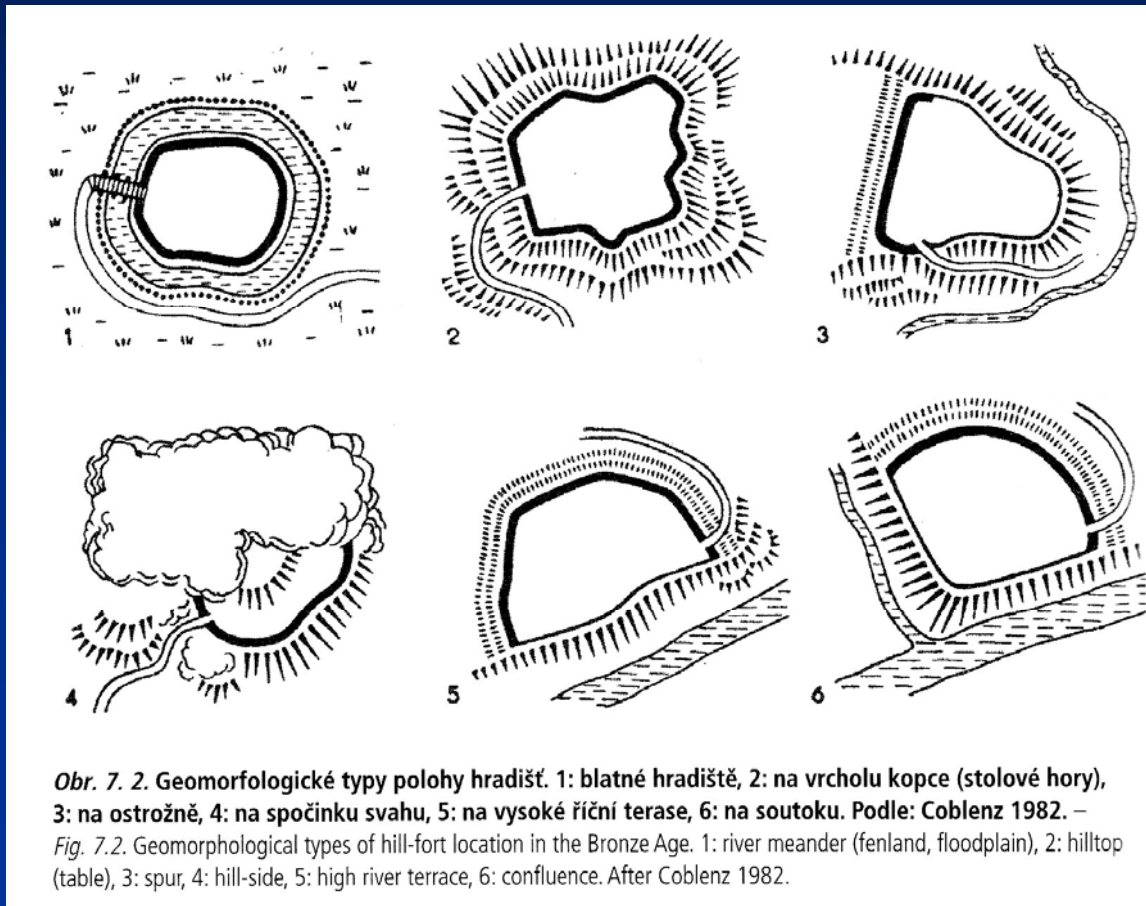 1
2
3
4
5
6
Obr. 7. 2. Geomorfologické typy polohy hradišť. 1: blatné hradiště, 2: na vrcholu kopce (stolové hory),
3: na ostrožně, 4: na spočinku svahu, 5: na vysoké říční terase, 6: na soutoku. Podle: Coblenz 1982. –
Fig. 7.2. Geomorphological types of hill-fort location in the Bronze Age. 1: river meander (fenland, floodplain), 2: hilltop
(table), 3: spur, 4: hill-side, 5: high river terrace, 6: confluence. After Coblenz 1982.